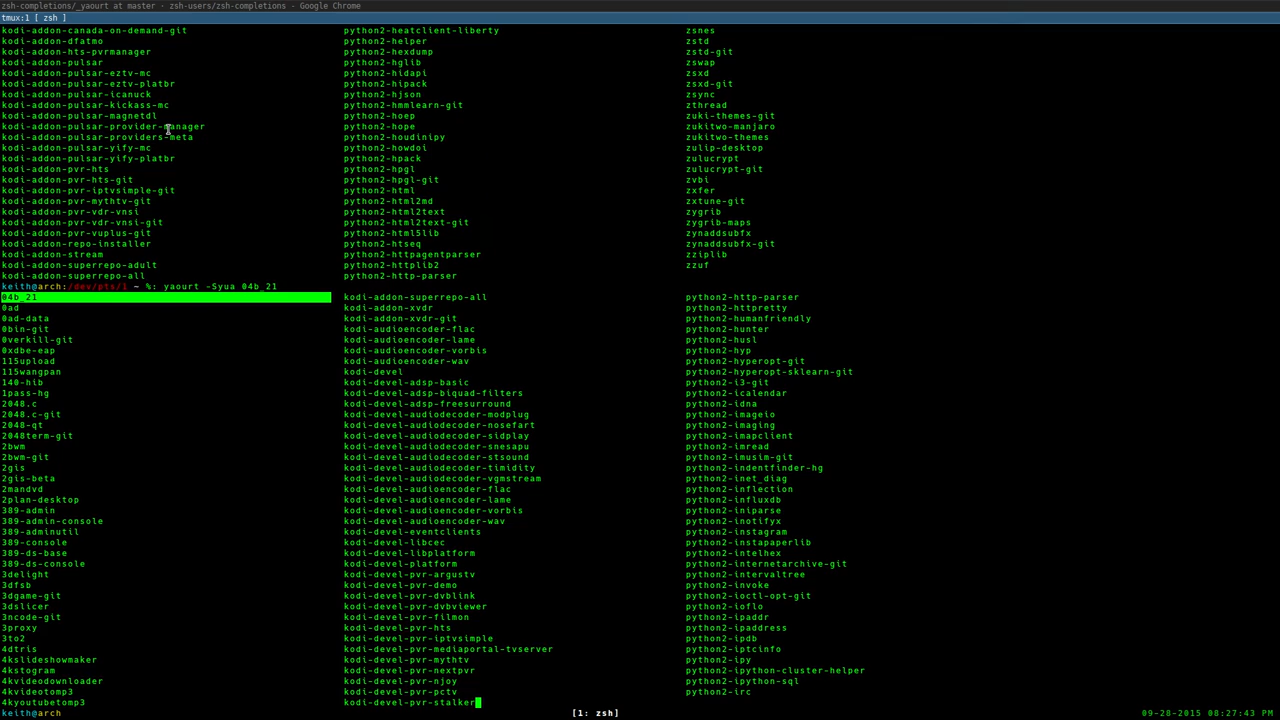 zsh-completions/_yaourt at master · zsh-users/zsh-completions - Google Chrome
tmux:1 [ zsh ]
kodi-addon-canada-on-demand-git python2-heatclient-liberty zsnes
kodi-addon-dfatmo python2-helper zstd
kodi-addon-hts-pvrmanager python2-hexdump zstd-git
kodi-addon-pulsar python2-hglib zswap
kodi-addon-pulsar-eztv-mc python2-hidapi zsxd
kodi-addon-pulsar-eztv-platbr python2-hipack zsxd-git
kodi-addon-pulsar-icanuck python2-hjson zsync
kodi-addon-pulsar-kickass-mc python2-hmmlearn-git zthread
kodi-addon-pulsar-magnetdl python2-hoep zuki-themes-git
kodi-addon-pulsar-provider-manager python2-hope zukitwo-manjaro
kodi-addon-pulsar-providers-meta python2-houdinipy zukitwo-themes
kodi-addon-pulsar-yify-mc python2-howdoi zulip-desktop
kodi-addon-pulsar-yify-platbr python2-hpack zulucrypt
kodi-addon-pvr-hts python2-hpgl zulucrypt-git
kodi-addon-pvr-hts-git python2-hpgl-git zvbi
kodi-addon-pvr-iptvsimple-git python2-html zxfer
kodi-addon-pvr-mythtv-git python2-html2md zxtune-git
kodi-addon-pvr-vdr-vnsi python2-html2text zygrib
kodi-addon-pvr-vdr-vnsi-git python2-html2text-git zygrib-maps
kodi-addon-pvr-vuplus-git python2-html5lib zynaddsubfx
kodi-addon-repo-installer python2-htseq zynaddsubfx-git
kodi-addon-stream python2-httpagentparser zziplib
kodi-addon-superrepo-adult python2-httplib2 zzuf
kodi-addon-superrepo-all python2-http-parser
keith@arch:/dev/pts/1 ~ %: yaourt -Syua 04b_21
04b_21 kodi-addon-superrepo-all python2-http-parser
0ad kodi-addon-xvdr python2-httpretty
0ad-data kodi-addon-xvdr-git python2-humanfriendly
0bin-git kodi-audioencoder-flac python2-hunter
0verkill-git kodi-audioencoder-lame python2-husl
0xdbe-eap kodi-audioencoder-vorbis python2-hyp
115upload kodi-audioencoder-wav python2-hyperopt-git
115wangpan kodi-devel python2-hyperopt-sklearn-git
140-hib kodi-devel-adsp-basic python2-i3-git
1pass-hg kodi-devel-adsp-biquad-filters python2-icalendar
2048.c kodi-devel-adsp-freesurround python2-idna
2048.c-git kodi-devel-audiodecoder-modplug python2-imageio
2048-qt kodi-devel-audiodecoder-nosefart python2-imaging
2048term-git kodi-devel-audiodecoder-sidplay python2-imapclient
2bwm kodi-devel-audiodecoder-snesapu python2-imread
2bwm-git kodi-devel-audiodecoder-stsound python2-imusim-git
2gis kodi-devel-audiodecoder-timidity python2-indentfinder-hg
2gis-beta kodi-devel-audiodecoder-vgmstream python2-inet_diag
2mandvd kodi-devel-audioencoder-flac python2-inflection
2plan-desktop kodi-devel-audioencoder-lame python2-influxdb
389-admin kodi-devel-audioencoder-vorbis python2-iniparse
389-admin-console kodi-devel-audioencoder-wav python2-inotifyx
389-adminutil kodi-devel-eventclients python2-instagram
389-console kodi-devel-libcec python2-instapaperlib
389-ds-base kodi-devel-libplatform python2-intelhex
389-ds-console kodi-devel-platform python2-internetarchive-git
3delight kodi-devel-pvr-argustv python2-intervaltree
3dfsb kodi-devel-pvr-demo python2-invoke
3dgame-git kodi-devel-pvr-dvblink python2-ioctl-opt-git
3dslicer kodi-devel-pvr-dvbviewer python2-ioflo
3ncode-git kodi-devel-pvr-filmon python2-ipaddr
3proxy kodi-devel-pvr-hts python2-ipaddress
3to2 kodi-devel-pvr-iptvsimple python2-ipdb
4dtris kodi-devel-pvr-mediaportal-tvserver python2-iptcinfo
4kslideshowmaker kodi-devel-pvr-mythtv python2-ipy
4kstogram kodi-devel-pvr-nextpvr python2-ipython-cluster-helper
4kvideodownloader kodi-devel-pvr-njoy python2-ipython-sql
4kvideotomp3 kodi-devel-pvr-pctv python2-irc
4kyoutubetomp3 kodi-devel-pvr-stalker
keith@arch [1: zsh] 09-28-2015 08:27:43 PM